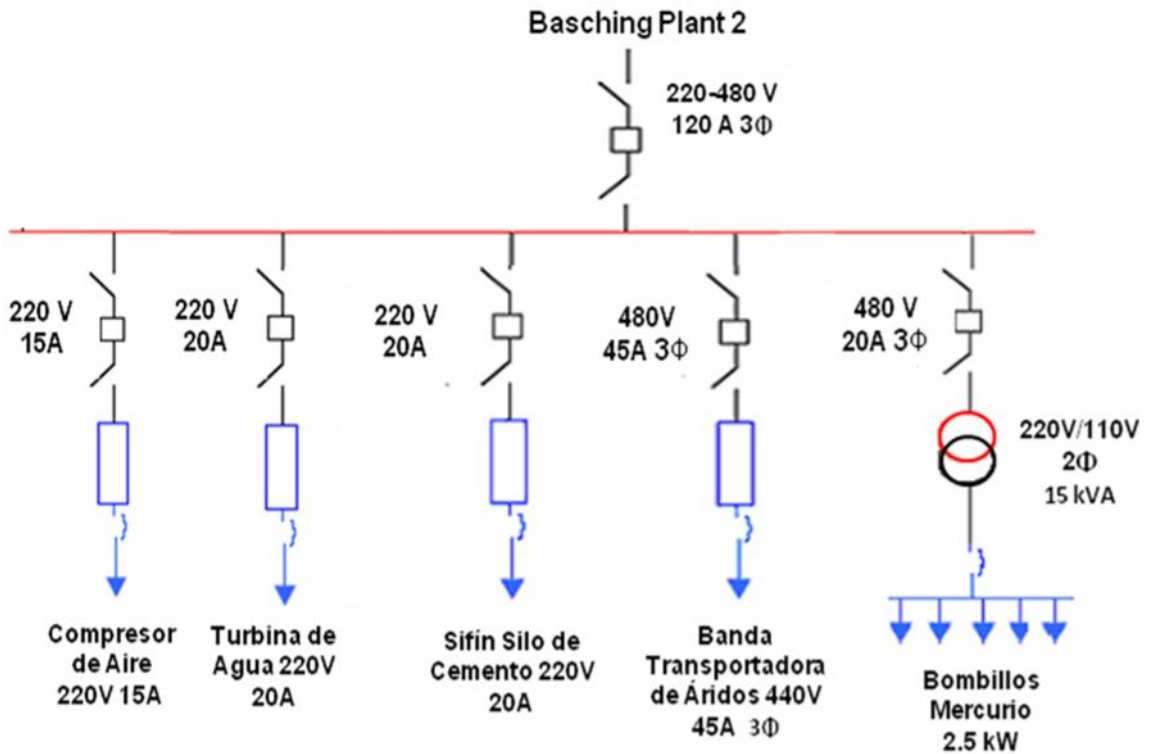 Basching Plant 2
220-480 V
120 A 3Φ
220 V
15A
220 V
20A
220 V
20A
480V
45A 3Φ
480 V
20A 3Φ
220V/110V
2Φ
15 kVA
Compresor
de Aire
220V 15A
Turbina de
Agua 220V
20A
Sifín Silo de
Cemento 220V
20A
Banda
Transportadora
de Áridos 440V
45A 3Φ
Bombillos
Mercurio
2.5 kW